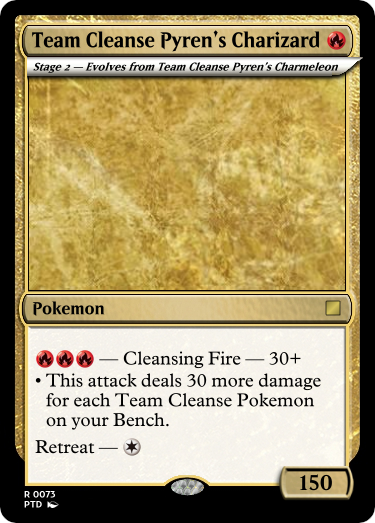 Team Cleanse Pyren's Charizard
Stage 2 — Evolves from Team Cleanse Pyren's Charmeleon
Pokemon
— Cleansing Fire — 30+
• This attack deals 30 more damage
for each Team Cleanse Pokemon
on your Bench.
Retreat —
150
R 0073
PTD